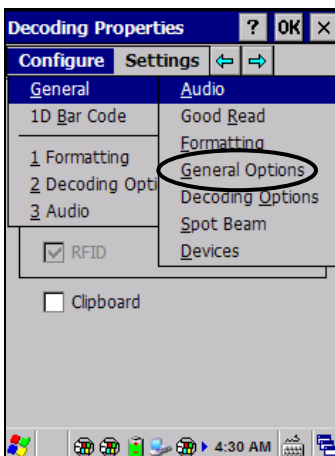 Decoding Properties ? OK ×
Configure Settings
General
1D Bar Code
1 Formatting
2 Decoding Opti
3 Audio
Audio
Good Read
Formatting
General Options
Decoding Options
Spot Beam
Devices
RFID
Clipboard
4:30 AM